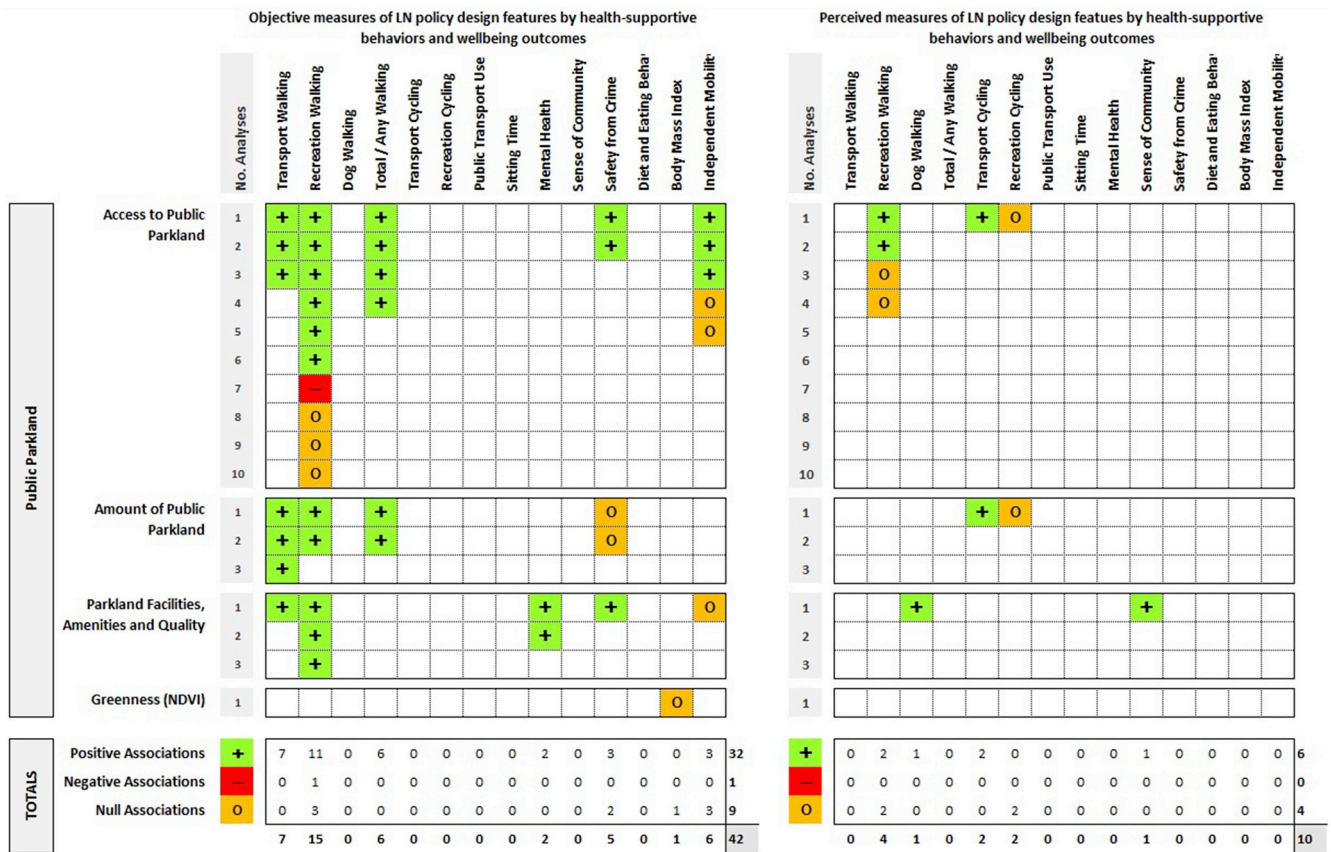 Objective measures of LN policy design features by health-supportive
behaviors and wellbeing outcomes
No. Analyses
Transport Walking
Recreation Walking
Dog Walking
Total / Any Walking
Transport Cycling
Recreation Cycling
Public Transport Use
Sitting Time
Mental Health
Sense of Community
Safety from Crime
Diet and Eating Beha
Body Mass Index
Independent Mobilit
Perceived measures of LN policy design featues by health-supportive
behaviors and wellbeing outcomes
No. Analyses
Transport Walking
Recreation Walking
Dog Walking
Total / Any Walking
Transport Cycling
Recreation Cycling
Public Transport Use
Sitting Time
Mental Health
Sense of Community
Safety from Crime
Diet and Eating Beha
Body Mass Index
Independent Mobilit
Public Parkland
Access to Public
Parkland
1 + + + + + 1 + + O
2 + + + + + 2 +
3 + + + + 3 O
4 + + O 4 O
5 + O 5
6 + 6
7 — 7
8 O 8
9 O 9
10 O 10
Amount of Public
Parkland
1 + + + O 1 + O
2 + + + O 2
3 + 3
Parkland Facilities,
Amenities and Quality
1 + + + + O 1 + +
2 + + 2
3 + 3
Greenness (NDVI) 1 O 1
TOTALS
Positive Associations + 7 11 0 6 0 0 0 0 2 0 3 0 0 3 32 + 0 2 1 0 2 0 0 0 0 1 0 0 0 0 6
Negative Associations — 0 1 0 0 0 0 0 0 0 0 0 0 0 0 1 — 0 0 0 0 0 0 0 0 0 0 0 0 0 0 0
Null Associations O 0 3 0 0 0 0 0 0 0 0 2 0 1 3 9 O 0 2 0 0 0 2 0 0 0 0 0 0 0 0 4
7 15 0 6 0 0 0 0 2 0 5 0 1 6 42 0 4 1 0 2 2 0 0 0 1 0 0 0 0 10